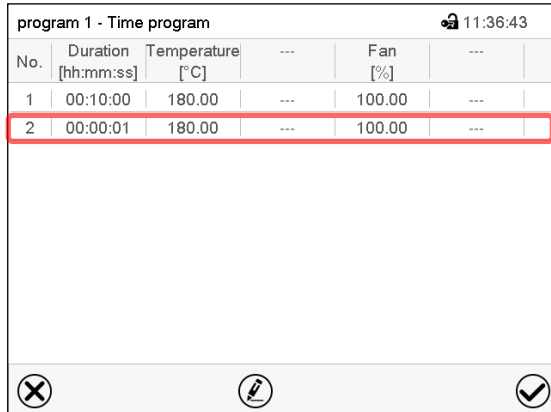 program 1 - Time program 11:36:43
No. Duration [hh:mm:ss] Temperature [°C] --- Fan [%] ---
1 00:10:00 180.00 --- 100.00 ---
2 00:00:01 180.00 --- 100.00 ---